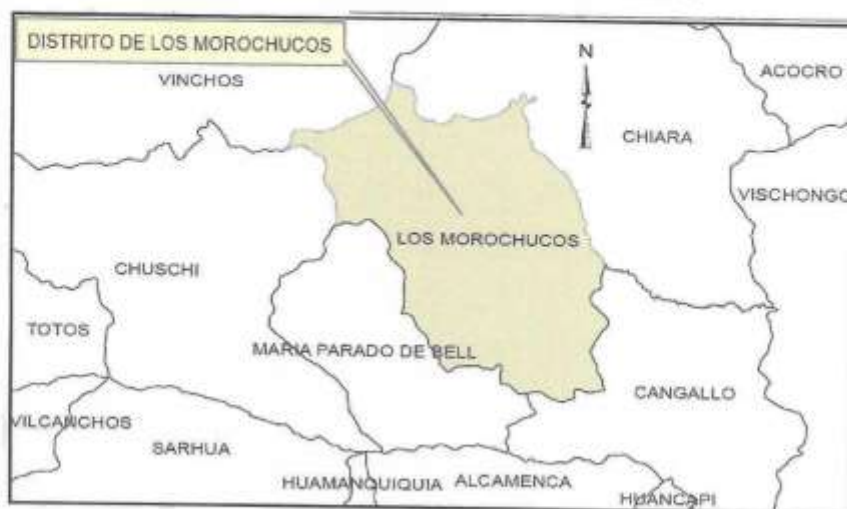 DISTRITO DE LOS MOROCHUCOS
VINCHOS
N
ACOCRO
CHIARA
VISCHONGO
LOS MOROCHUCOS
CHUSCHI
TOTOS
MARIA PARADO DE BELL
CANGALLO
VILCANCHOS
SARHUA
HUAMANQUIQUIA
ALCAMENCA
HUANCAPI